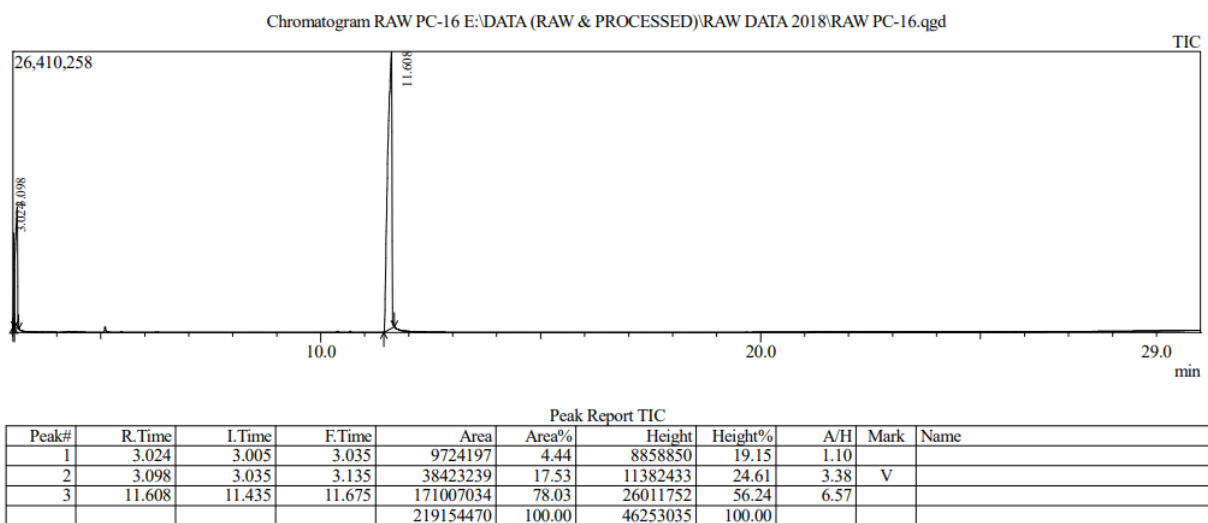 Chromatogram RAW PC-16 E:\DATA (RAW & PROCESSED)\RAW DATA 2018\RAW PC-16.qgd
TIC
26,410,258
11.608
3.098
3.024
10.0 20.0 29.0
min
Peak Report TIC
Peak# R.Time I.Time F.Time Area Area% Height Height% A/H Mark Name
1 3.024 3.005 3.035 9724197 4.44 8858850 19.15 1.10
2 3.098 3.035 3.135 38423239 17.53 11382433 24.61 3.38 V
3 11.608 11.435 11.675 171007034 78.03 26011752 56.24 6.57
219154470 100.00 46253035 100.00